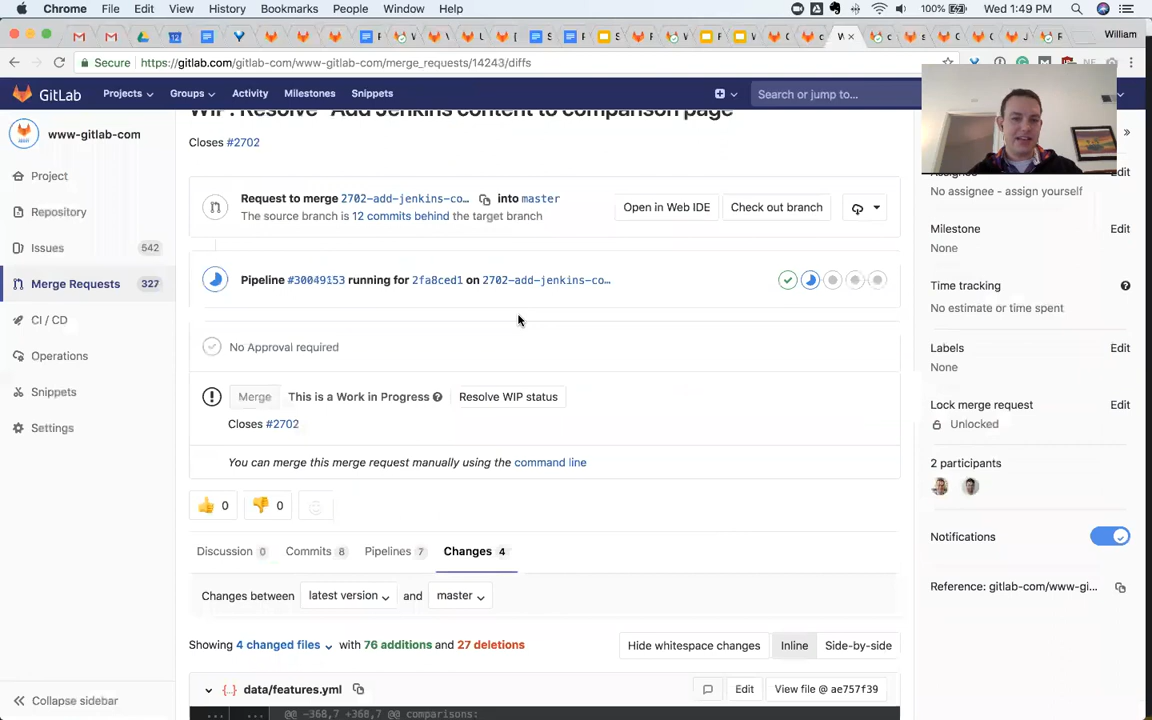 Chrome File Edit View History Bookmarks People Window Help 100% Wed 1:49 PM
William
Secure https://gitlab.com/gitlab-com/www-gitlab-com/merge_requests/14243/diffs
GitLab Projects Groups Activity Milestones Snippets Search or jump to...
www-gitlab-com
Project
Repository
Issues 542
Merge Requests 327
CI / CD
Operations
Snippets
Settings
Collapse sidebar
WIP: Resolve "Add Jenkins content to comparison page"
Closes #2702
Request to merge 2702-add-jenkins-co... into master
The source branch is 12 commits behind the target branch
Open in Web IDE Check out branch
Pipeline #30049153 running for 2fa8ced1 on 2702-add-jenkins-co...
No Approval required
Merge This is a Work in Progress Resolve WIP status
Closes #2702
You can merge this merge request manually using the command line
👍 0 👎 0
Discussion 0 Commits 8 Pipelines 7 Changes 4
Changes between latest version and master
Showing 4 changed files with 76 additions and 27 deletions
Hide whitespace changes Inline Side-by-side
data/features.yml Edit View file @ ae757f39
... ... @@ -368,7 +368,7 @@ comparisons:
Assignee Edit
No assignee - assign yourself
Milestone Edit
None
Time tracking
No estimate or time spent
Labels Edit
None
Lock merge request Edit
Unlocked
2 participants
Notifications
Reference: gitlab-com/www-gi...